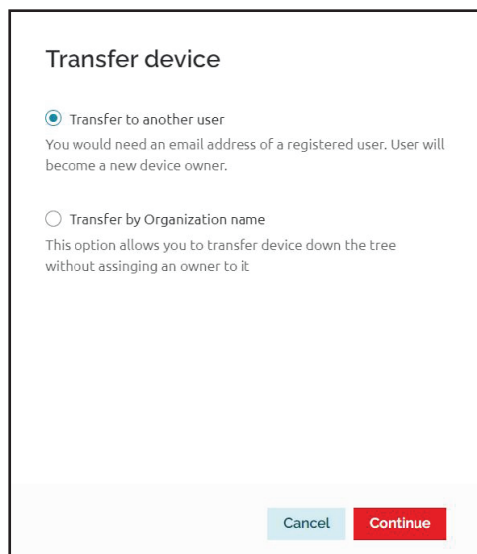 Transfer device
Transfer to another user
You would need an email address of a registered user. User will
become a new device owner.
Transfer by Organization name
This option allows you to transfer device down the tree
without assinging an owner to it
Cancel
Continue